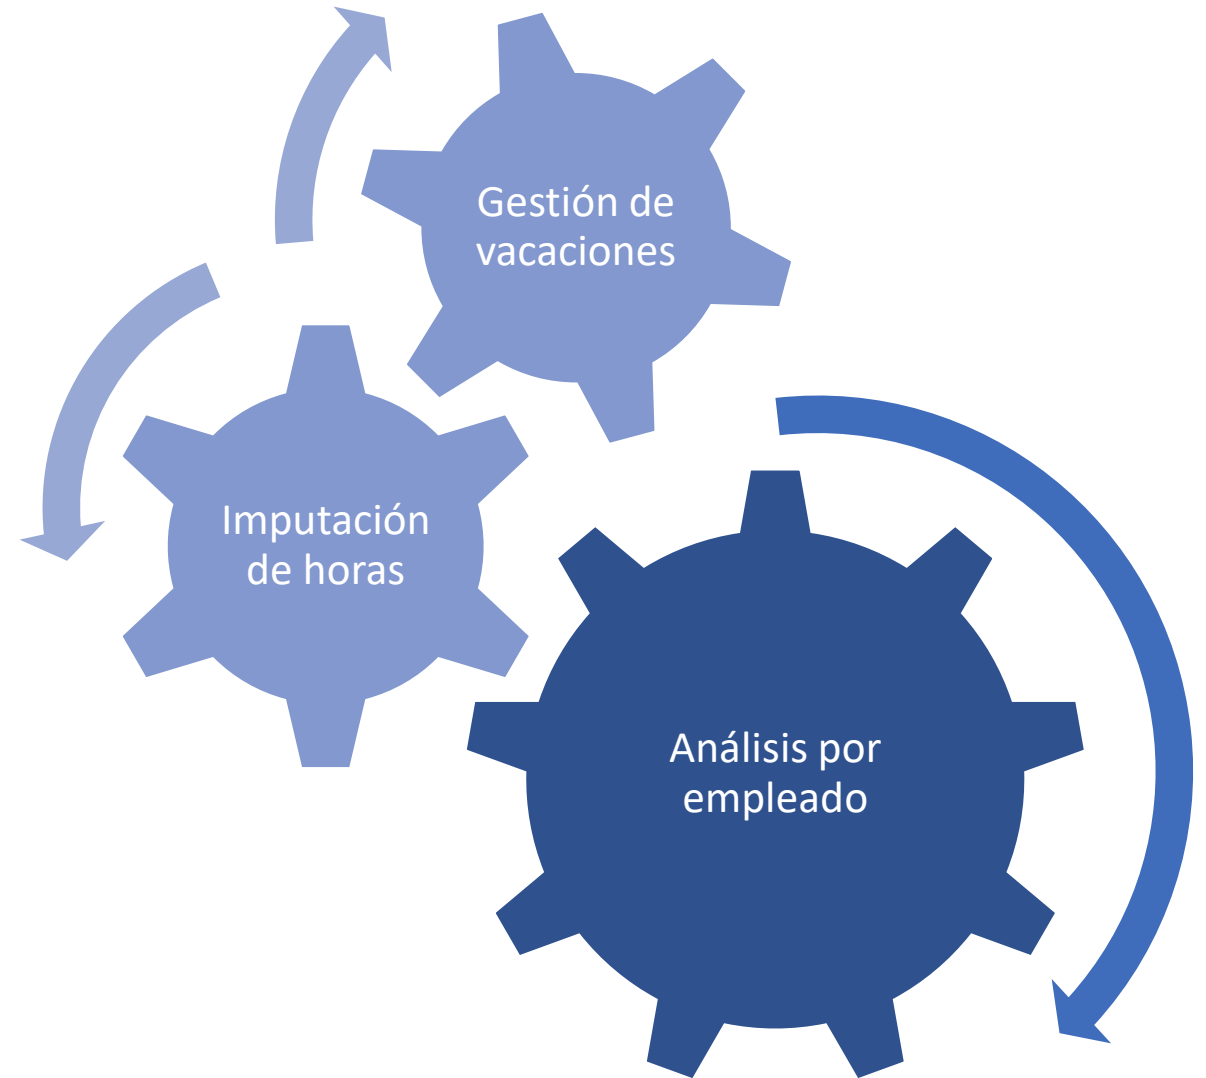 Gestión de
vacaciones
Imputación
de horas
Análisis por
empleado